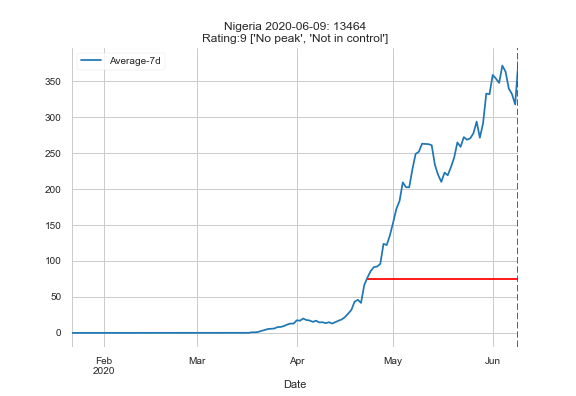 Nigeria 2020-06-09: 13464
Rating:9 ['No peak', 'Not in control']
Average-7d
350
300
250
200
150
100
50
0
Feb Mar Apr May Jun
2020
Date